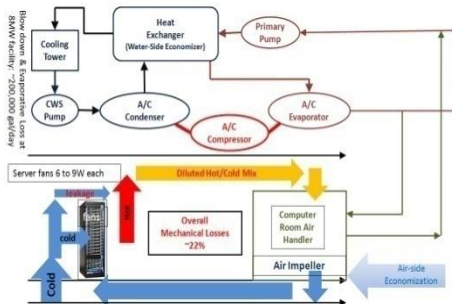 Blow down & Evaporative Loss at
8MW facility: ~200,000 gal/day
Cooling
Tower
Heat
Exchanger
(Water-Side Economizer)
Primary
Pump
CWS
Pump
A/C
Condenser
A/C
Compressor
A/C
Evaporator
Server fans 6 to 9W each
Diluted Hot/Cold Mix
leakage
fans
cold
Hot
Cold
Overall
Mechanical Losses
~22%
Computer
Room Air
Handler
Air Impeller
Air-side
Economization